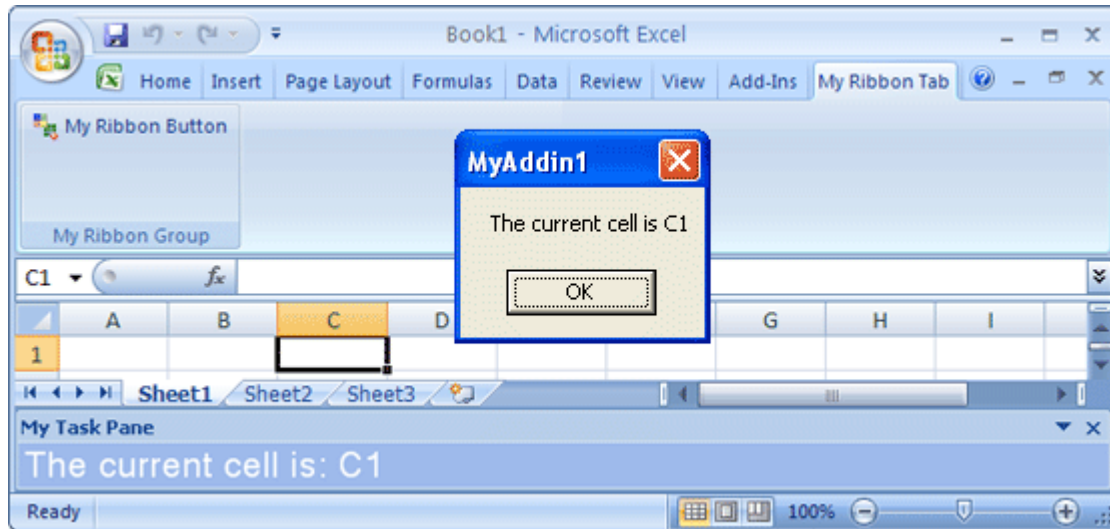 Book1 - Microsoft Excel
Home Insert Page Layout Formulas Data Review View Add-Ins My Ribbon Tab
My Ribbon Button
My Ribbon Group
MyAddin1
The current cell is C1
OK
C1 fx
A B C D G H I
1
Sheet1 Sheet2 Sheet3
My Task Pane
The current cell is: C1
Ready 100%